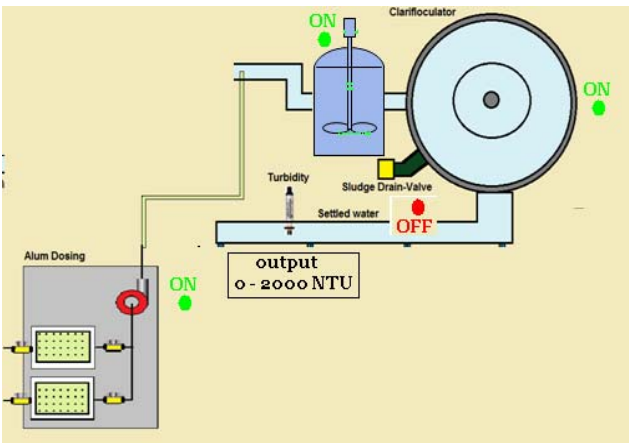 Clarifloculator
ON
ON
Turbidity
Sludge Drain-Valve
Settled water
OFF
output
0 - 2000 NTU
Alum Dosing
ON